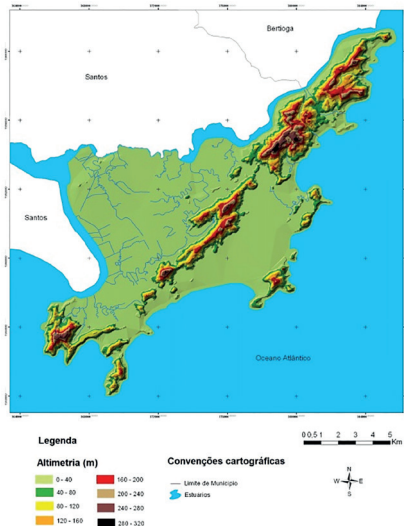 Bertioga
Santos
Santos
Oceano Atlântico
Legenda
Altimetria (m)
0 - 40
40 - 80
80 - 120
120 - 160
160 - 200
200 - 240
240 - 280
280 - 320
Convenções cartográficas
Limite de Município
Estuarios
0 0,5 1 2 3 4 5
Km
N
W E
S